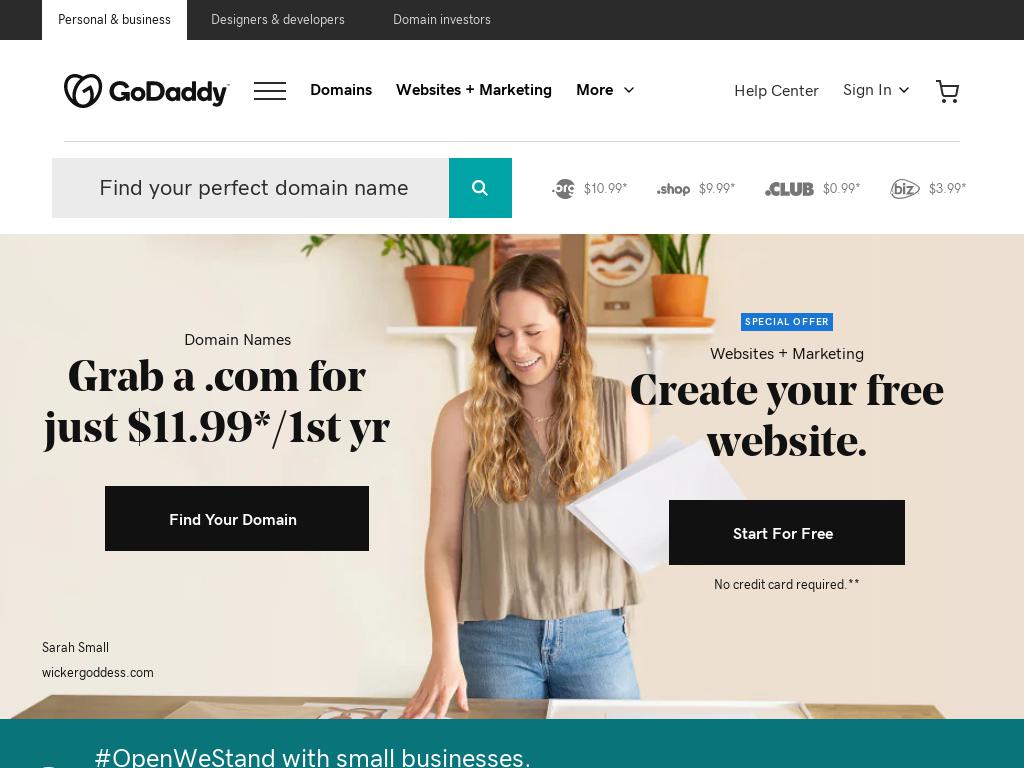 Personal & business
Designers & developers
Domain investors
GoDaddy
Domains
Websites + Marketing
More
Help Center
Sign In
Find your perfect domain name
.org $10.99*
.shop $9.99*
.CLUB $0.99*
.biz $3.99*
Domain Names
Grab a .com for
just $11.99*/1st yr
Find Your Domain
SPECIAL OFFER
Websites + Marketing
Create your free
website.
Start For Free
No credit card required.**
Sarah Small
wickergoddess.com
#OpenWeStand with small businesses.